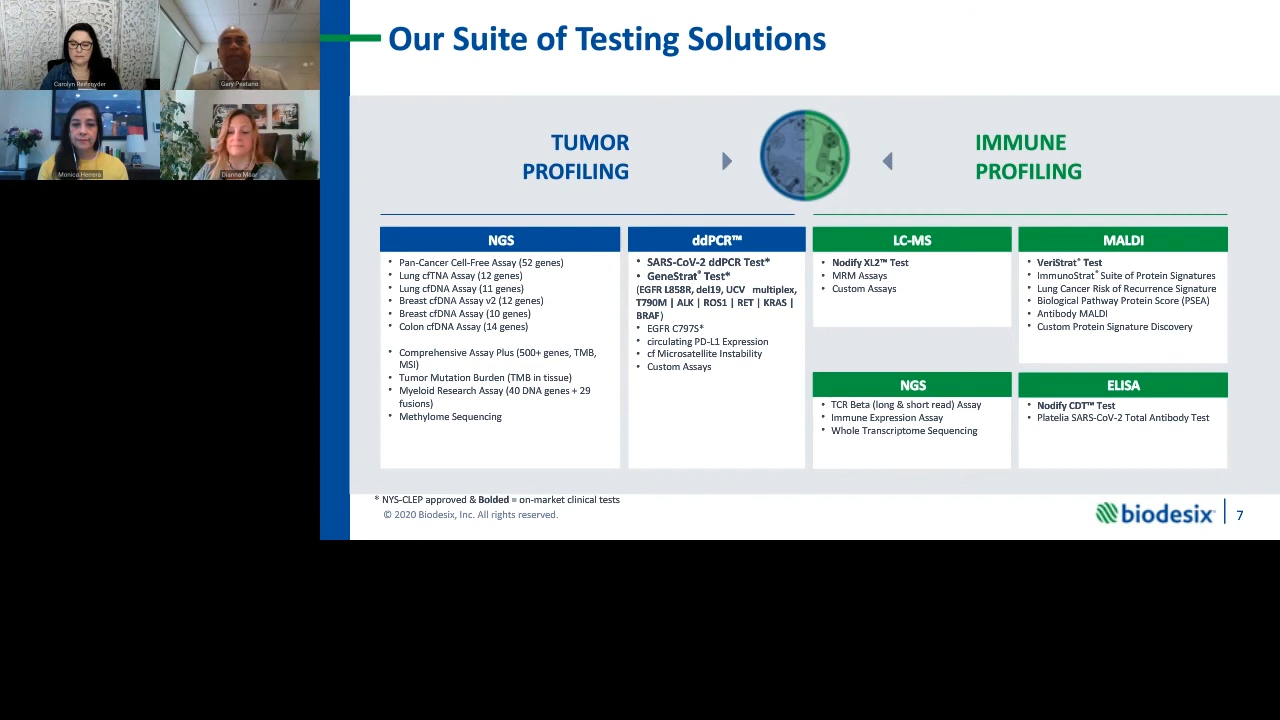 Carolyn Reifsnyder
Gary Pestano
Monica Herrera
Dianna Maar
Our Suite of Testing Solutions
TUMOR
PROFILING
IMMUNE
PROFILING
NGS
• Pan-Cancer Cell-Free Assay (52 genes)
• Lung cfTNA Assay (12 genes)
• Lung cfDNA Assay (11 genes)
• Breast cfDNA Assay v2 (12 genes)
• Breast cfDNA Assay (10 genes)
• Colon cfDNA Assay (14 genes)
• Comprehensive Assay Plus (500+ genes, TMB,
MSI)
• Tumor Mutation Burden (TMB in tissue)
• Myeloid Research Assay (40 DNA genes + 29
fusions)
• Methylome Sequencing
ddPCR™
• SARS-CoV-2 ddPCR Test*
• GeneStrat® Test*
(EGFR L858R, del19, UCV multiplex,
T790M | ALK | ROS1 | RET | KRAS |
BRAF)
• EGFR C797S*
• circulating PD-L1 Expression
• cf Microsatellite Instability
• Custom Assays
LC-MS
• Nodify XL2™ Test
• MRM Assays
• Custom Assays
MALDI
• VeriStrat® Test
• ImmunoStrat® Suite of Protein Signatures
• Lung Cancer Risk of Recurrence Signature
• Biological Pathway Protein Score (PSEA)
• Antibody MALDI
• Custom Protein Signature Discovery
NGS
• TCR Beta (long & short read) Assay
• Immune Expression Assay
• Whole Transcriptome Sequencing
ELISA
• Nodify CDT™ Test
• Platelia SARS-CoV-2 Total Antibody Test
* NYS-CLEP approved & Bolded = on-market clinical tests
© 2020 Biodesix, Inc. All rights reserved.
biodesix
7